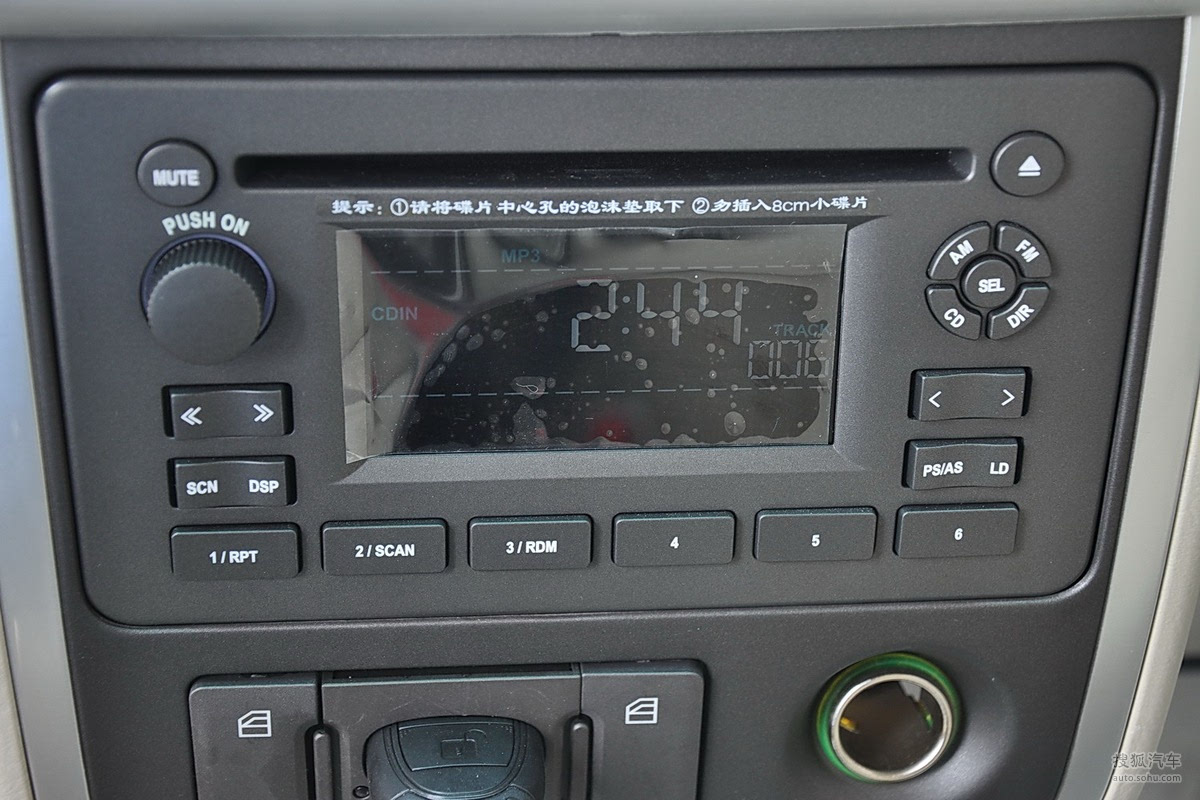 MUTE
提示：①请将碟片中心孔的泡沫垫取下 ②勿插入8cm小碟片
PUSH ON
AM FM
SEL
CD DIR
MP3
CDIN
2:44
TRACK
006
SCN DSP
PS/AS LD
1 / RPT
2 / SCAN
3 / RDM
4
5
6
搜狐汽车
auto.sohu.com